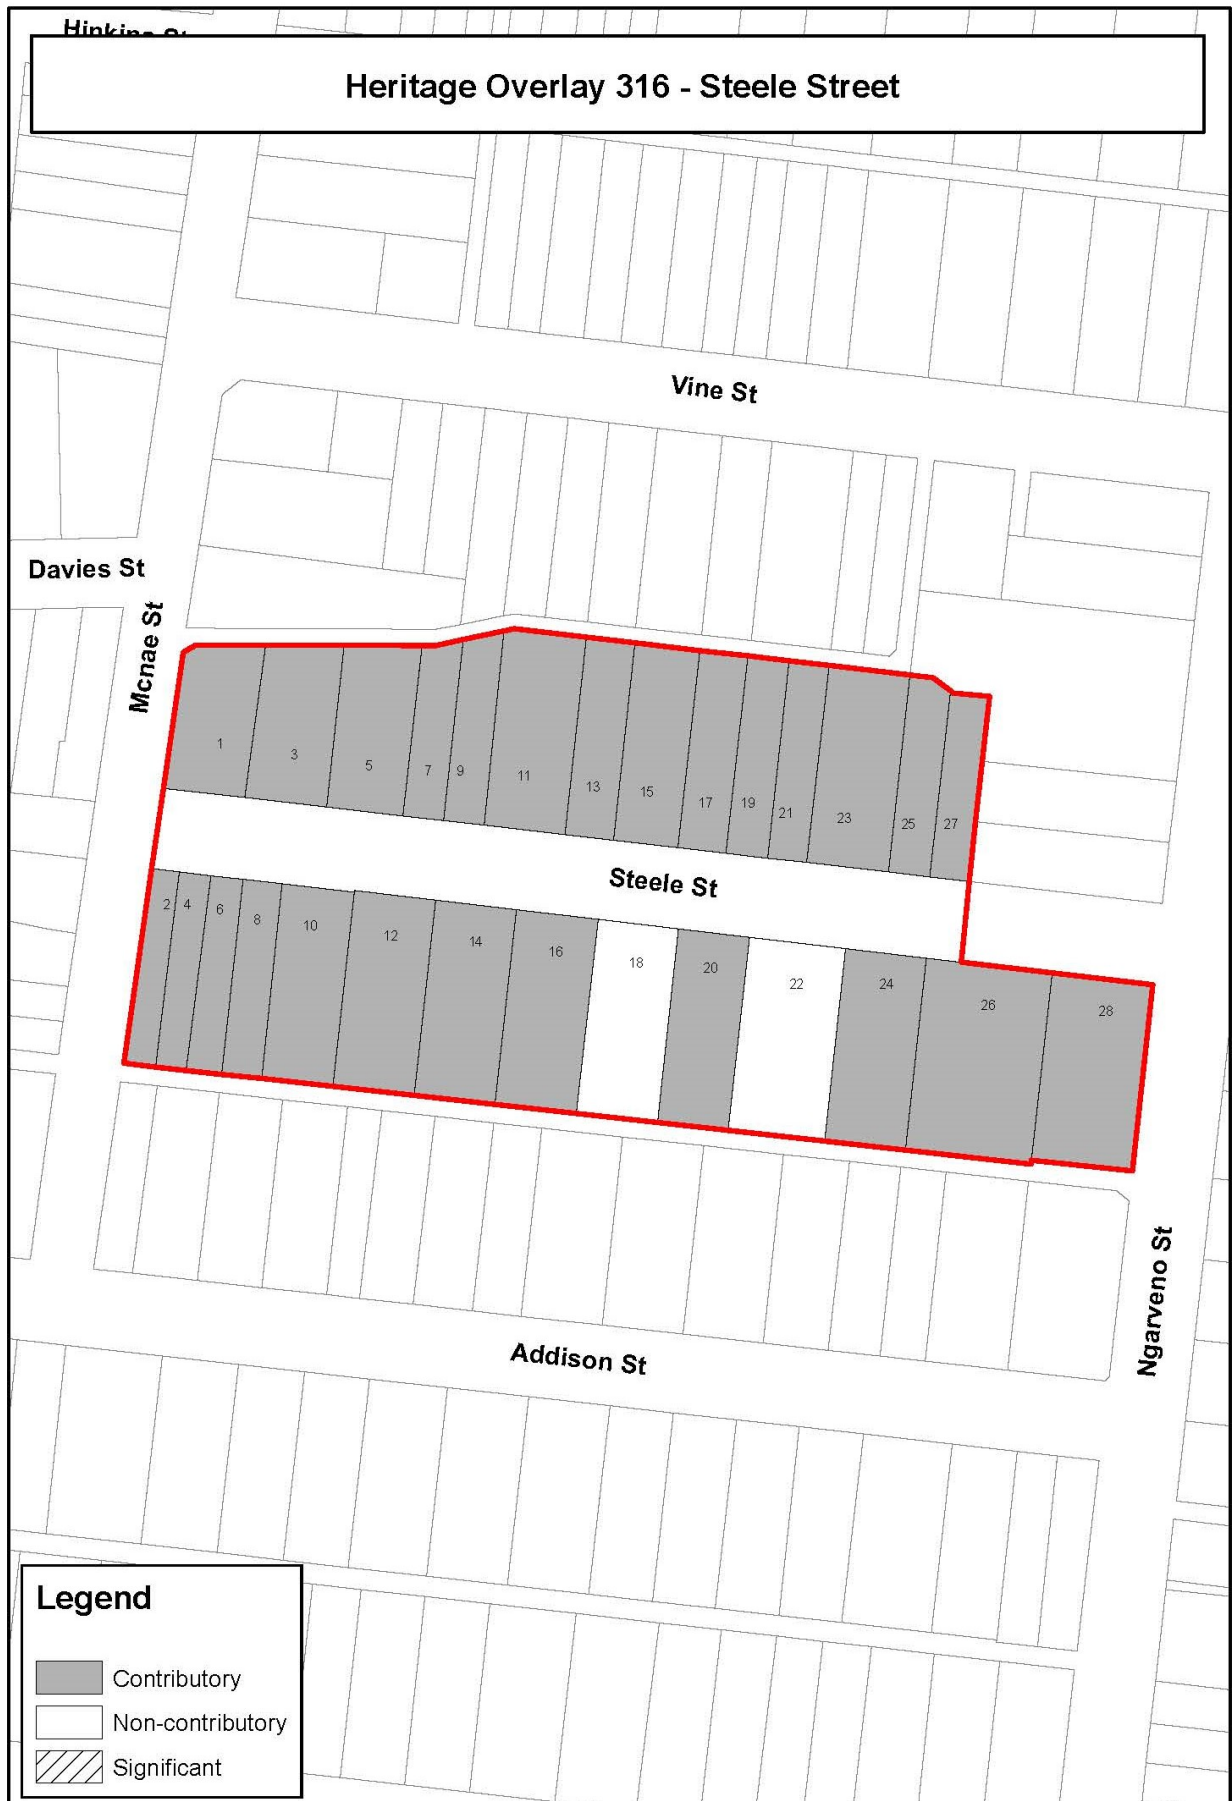 Heritage Overlay 316 - Steele Street
Vine St
Davies St
Mcnae St
1 3 5 7 9 11 13 15 17 19 21 23 25 27
Steele St
2 4 6 8 10 12 14 16 18 20 22 24 26 28
Ngarveno St
Addison St
Legend
Contributory
Non-contributory
Significant